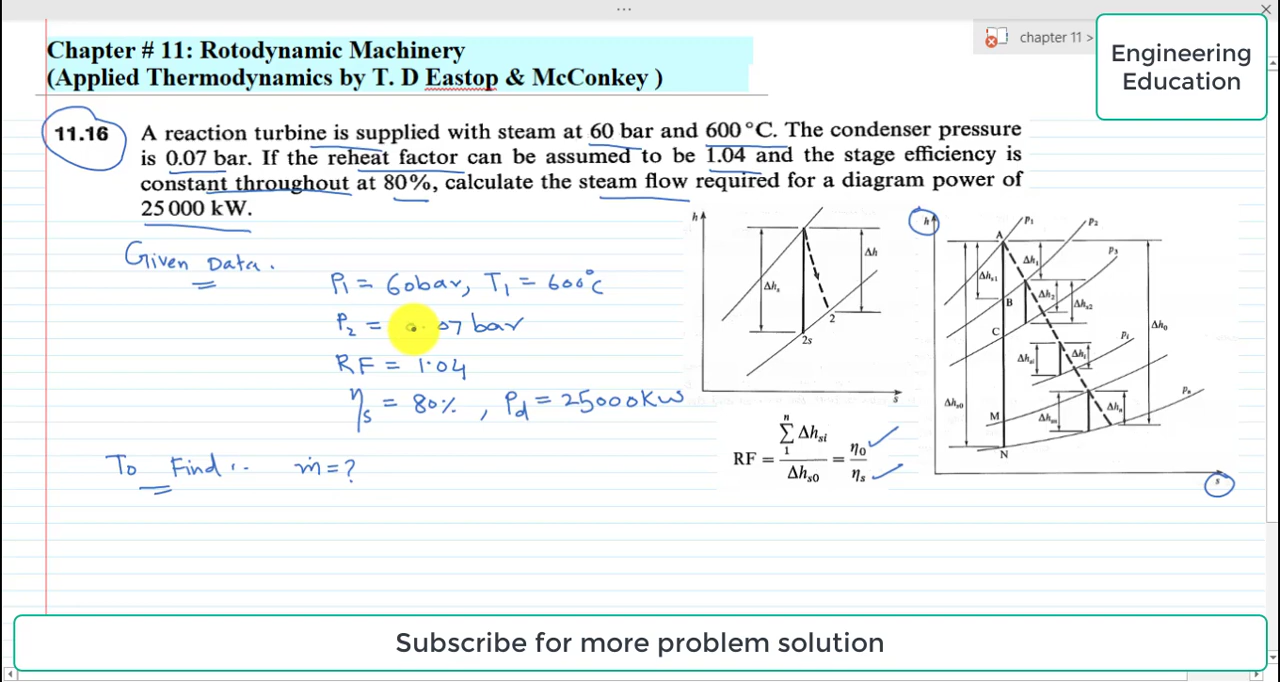 Chapter # 11: Rotodynamic Machinery
(Applied Thermodynamics by T. D Eastop & McConkey )
chapter 11 >
Engineering
Education
11.16 A reaction turbine is supplied with steam at 60 bar and 600 °C. The condenser pressure
is 0.07 bar. If the reheat factor can be assumed to be 1.04 and the stage efficiency is
constant throughout at 80%, calculate the steam flow required for a diagram power of
25 000 kW.
Given Data.
P1 = 60bar, T1 = 600°C
P2 = 0.07 bar
RF = 1.04
ηs = 80% , Pd = 25000KW
To Find :- ṁ = ?
h
Δh
Δhs
2
2s
s
RF = Σ Δhsi / Δhs0 = η0 / ηs
n
1
h
A
P1
P2
P3
Δhs1
Δh1
B
Δh2
Δhs2
C
Δh0
Pi
Δhsi
Δhi
Δhs0
Pn
M
Δhsn
Δhn
N
s
Subscribe for more problem solution